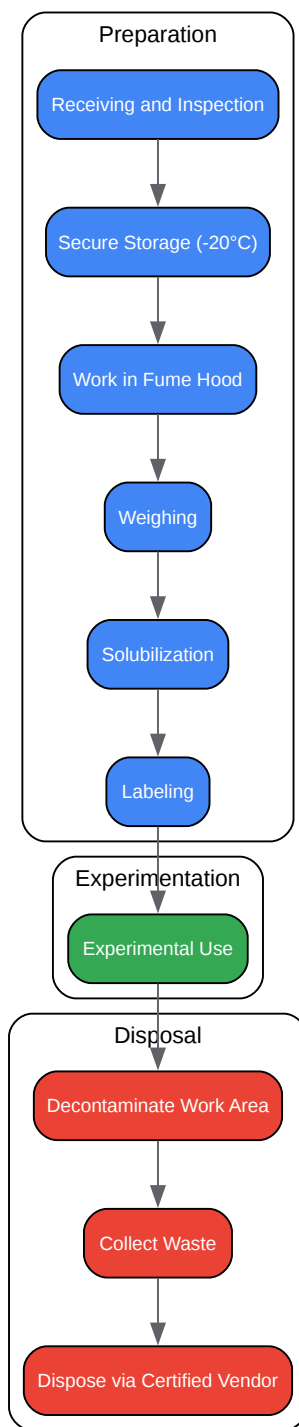 Preparation
Receiving and Inspection
Secure Storage (-20°C)
Work in Fume Hood
Weighing
Solubilization
Labeling
Experimentation
Experimental Use
Disposal
Decontaminate Work Area
Collect Waste
Dispose via Certified Vendor